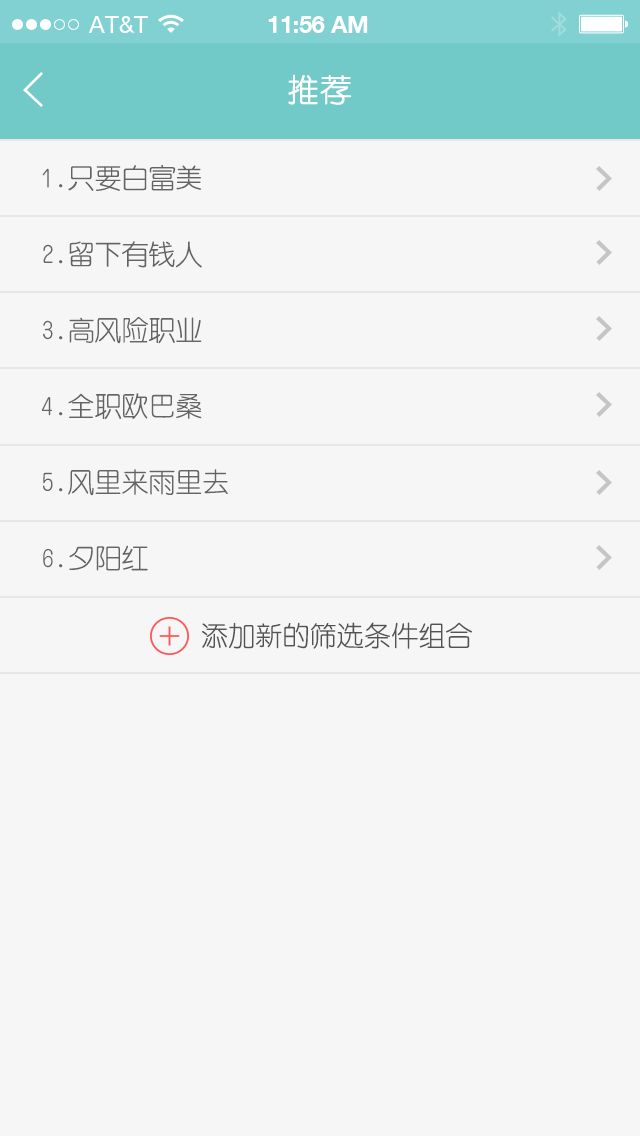 AT&T 11:56 AM
推荐
1.只要白富美
2.留下有钱人
3.高风险职业
4.全职欧巴桑
5.风里来雨里去
6.夕阳红
添加新的筛选条件组合